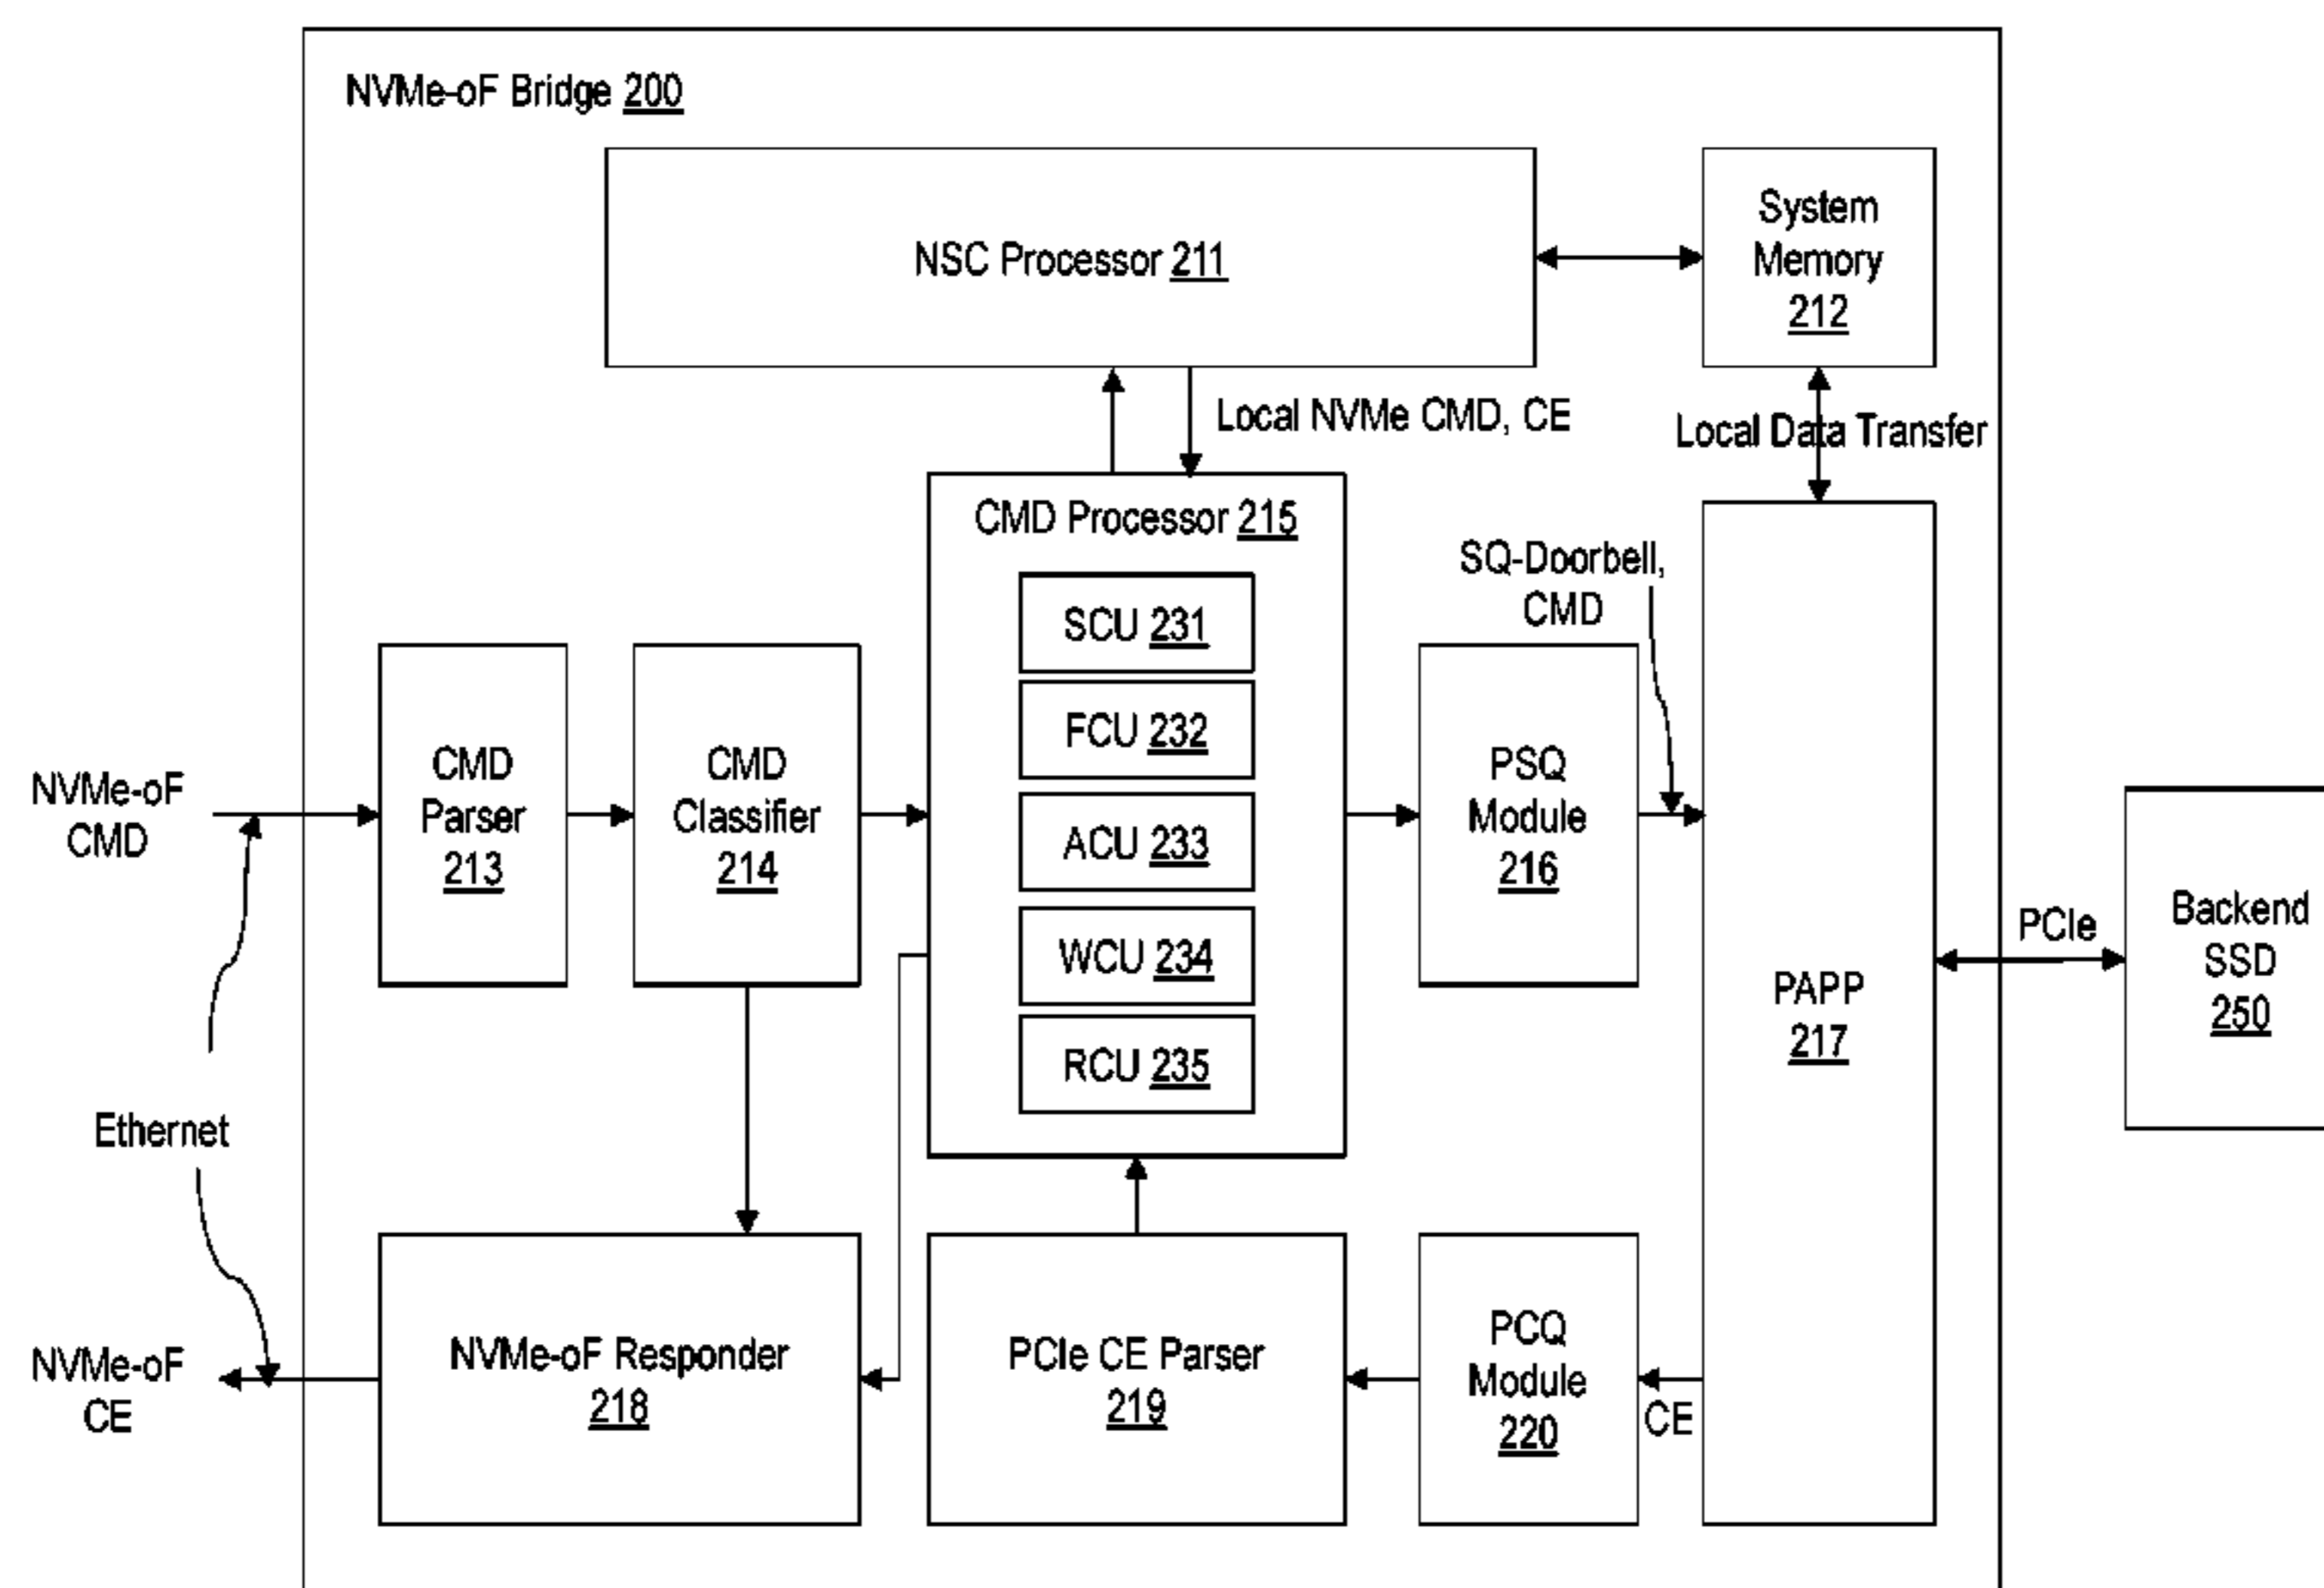 NVMe-oF Bridge 200
NSC Processor 211
System
Memory
212
Local NVMe CMD, CE
Local Data Transfer
CMD Processor 215
SCU 231
FCU 232
ACU 233
WCU 234
RCU 235
SQ-Doorbell,
CMD
NVMe-oF
CMD
CMD
Parser
213
CMD
Classifier
214
PSQ
Module
216
PAPP
217
PCIe
Backend
SSD
250
Ethernet
NVMe-oF
CE
NVMe-oF Responder
218
PCIe CE Parser
219
PCQ
Module
220
CE